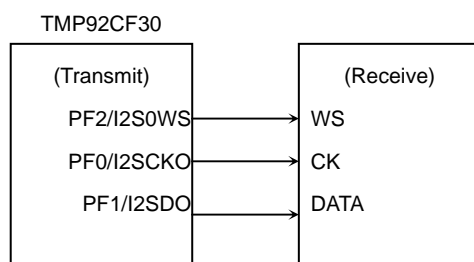 TMP92CF30
(Transmit) (Receive)
PF2/I2S0WS WS
PF0/I2SCKO CK
PF1/I2SDO DATA